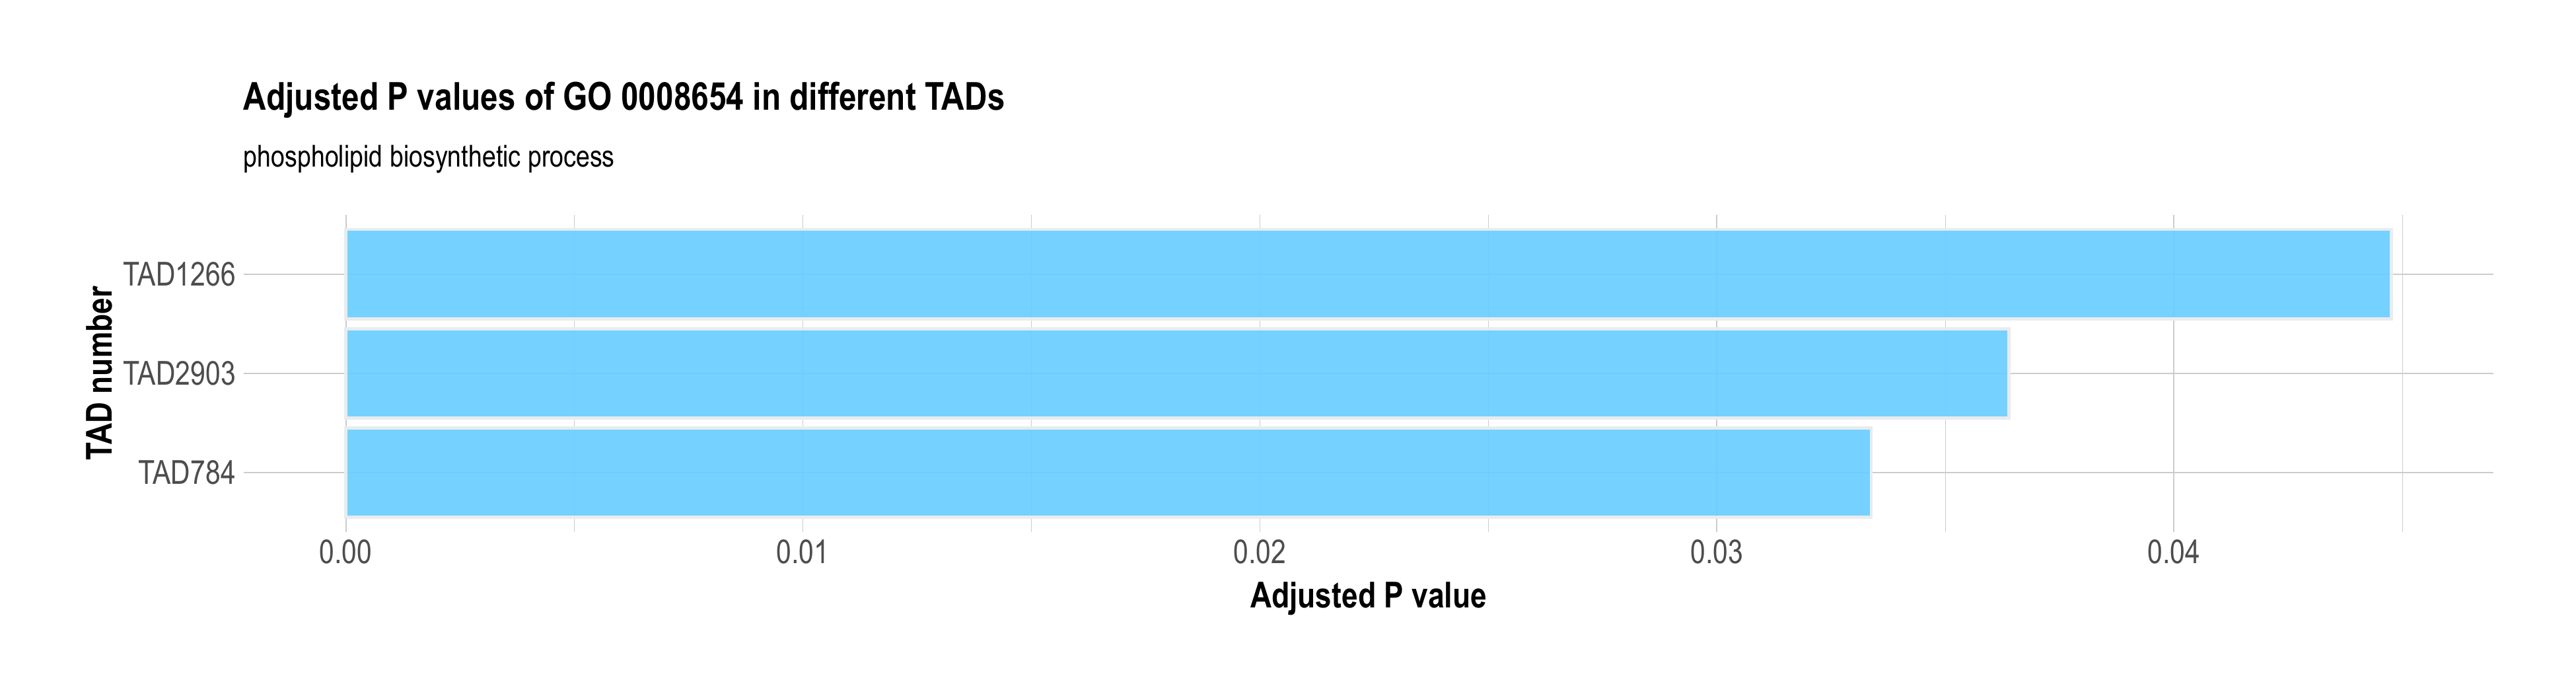 Adjusted P values of GO 0008654 in different TADs
phospholipid biosynthetic process
TAD number
TAD1266
TAD2903
TAD784
0.00 0.01 0.02 0.03 0.04
Adjusted P value